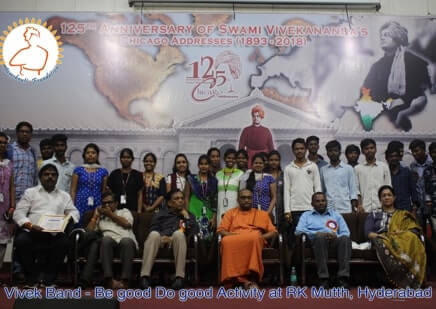 125TH ANNIVERSARY OF SWAMI VIVEKANANDA'S
CHICAGO ADDRESSES (1893 - 2018)
125
Vivek Band - Be good Do good Activity at RK Mutth, Hyderabad